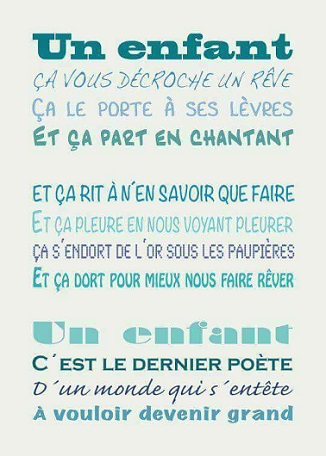 Un enfant
ÇA VOUS DÉCROCHE UN RÊVE
ÇA LE PORTE À SES LÈVRES
ET ÇA PART EN CHANTANT
ET ÇA RIT À N´EN SAVOIR QUE FAIRE
ET ÇA PLEURE EN NOUS VOYANT PLEURER
ÇA S´ENDORT DE L´OR SOUS LES PAUPIÈRES
ET ÇA DORT POUR MIEUX NOUS FAIRE RÊVER
Un enfant
C´EST LE DERNIER POÈTE
D´un monde qui s´entête
À vouloir devenir grand